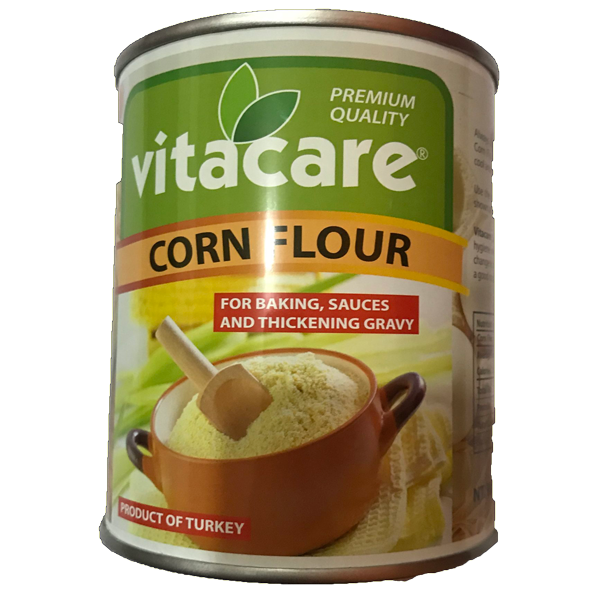 PREMIUM
QUALITY
vitacare®
CORN FLOUR
FOR BAKING, SAUCES
AND THICKENING GRAVY
PRODUCT OF TURKEY